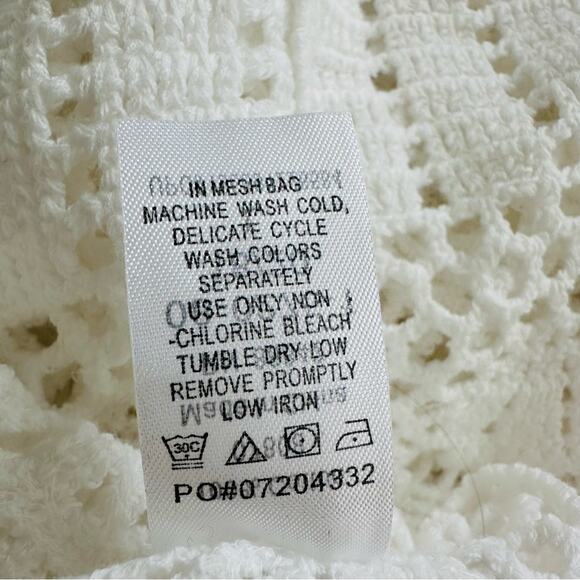 IN MESH BAG
MACHINE WASH COLD,
DELICATE CYCLE
WASH COLORS
SEPARATELY
USE ONLY NON
-CHLORINE BLEACH
TUMBLE DRY LOW
REMOVE PROMPTLY
LOW IRON
30C
PO#07204332